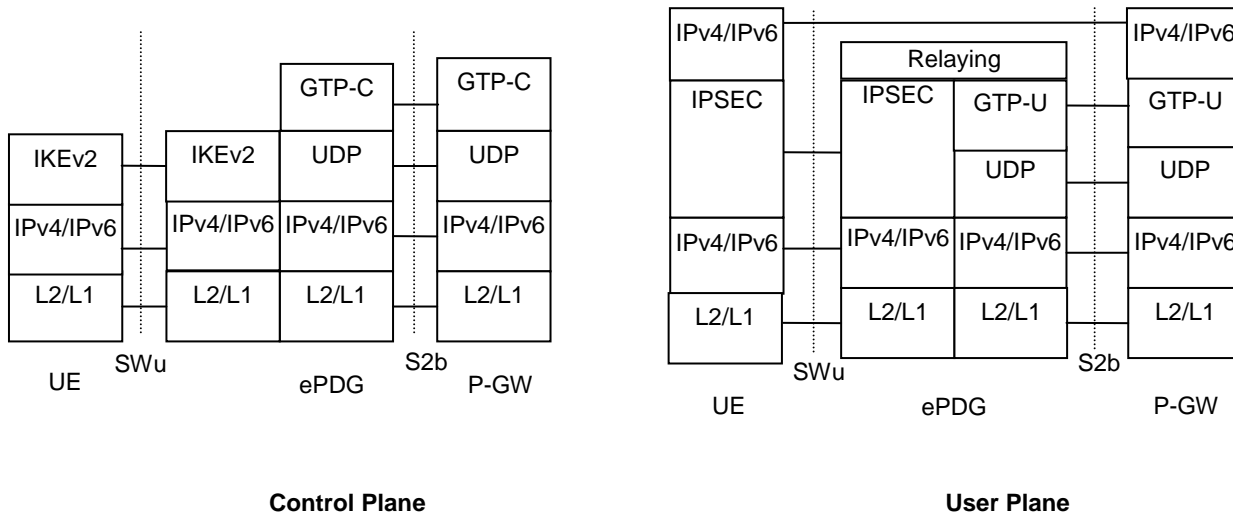 GTP-C
GTP-C
IKEv2
IKEv2
UDP
UDP
IPv4/IPv6
IPv4/IPv6
IPv4/IPv6
IPv4/IPv6
L2/L1
L2/L1
L2/L1
L2/L1
SWu
S2b
UE
ePDG
P-GW
Control Plane
IPv4/IPv6
IPv4/IPv6
Relaying
IPSEC
IPSEC
GTP-U
GTP-U
UDP
UDP
IPv4/IPv6
IPv4/IPv6
IPv4/IPv6
IPv4/IPv6
L2/L1
L2/L1
L2/L1
L2/L1
SWu
S2b
UE
ePDG
P-GW
User Plane